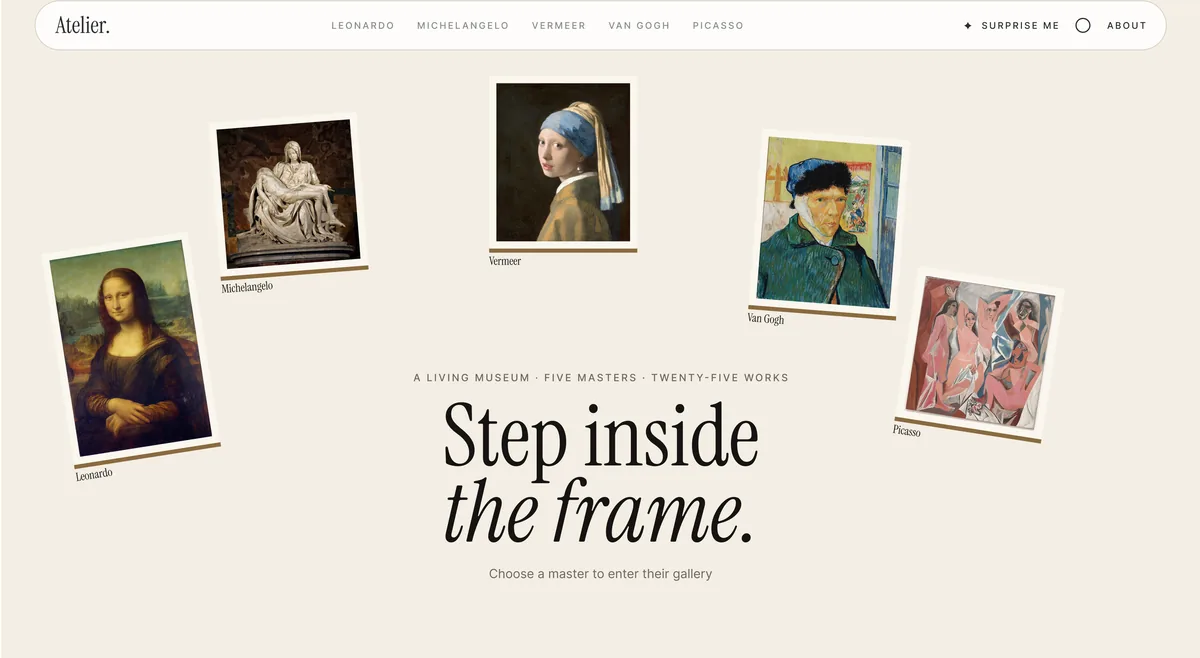 Atelier.
LEONARDO MICHELANGELO VERMEER VAN GOGH PICASSO
✦ SURPRISE ME ABOUT
Michelangelo
Vermeer
Van Gogh
Leonardo
Picasso
A LIVING MUSEUM · FIVE MASTERS · TWENTY-FIVE WORKS
Step inside
the frame.
Choose a master to enter their gallery